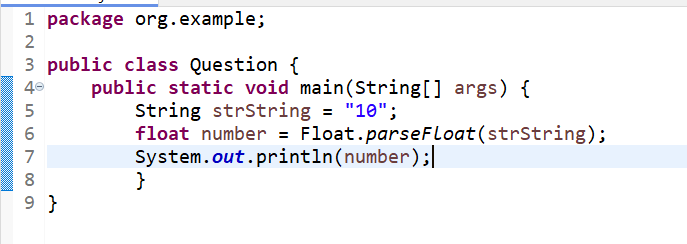 1 package org.example;
2
3 public class Question {
4 public static void main(String[] args) {
5 String strString = "10";
6 float number = Float.parseFloat(strString);
7 System.out.println(number);
8 }
9 }